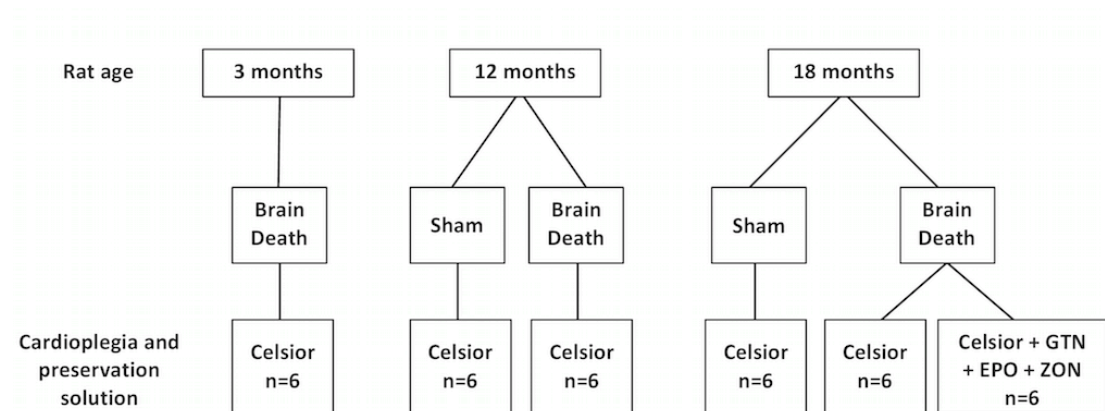 Rat age
3 months
12 months
18 months
Brain
Death
Sham
Brain
Death
Sham
Brain
Death
Cardioplegia and
preservation
solution
Celsior
n=6
Celsior
n=6
Celsior
n=6
Celsior
n=6
Celsior
n=6
Celsior + GTN
+ EPO + ZON
n=6